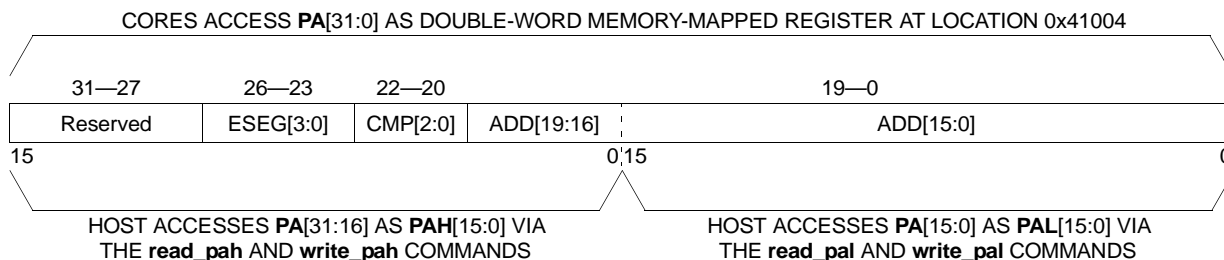 CORES ACCESS PA[31:0] AS DOUBLE-WORD MEMORY-MAPPED REGISTER AT LOCATION 0x41004
31—27 26—23 22—20 19—0
Reserved ESEG[3:0] CMP[2:0] ADD[19:16] ADD[15:0]
15 0 15 0
HOST ACCESSES PA[31:16] AS PAH[15:0] VIA HOST ACCESSES PA[15:0] AS PAL[15:0] VIA
THE read_pah AND write_pah COMMANDS THE read_pal AND write_pal COMMANDS